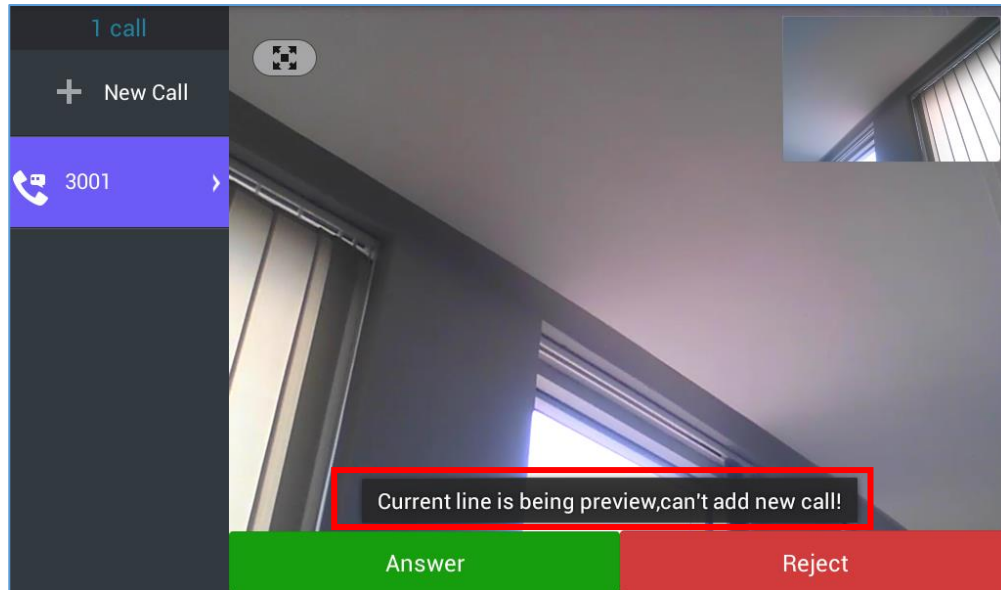 1 call
New Call
3001
Current line is being preview,can't add new call!
Answer
Reject